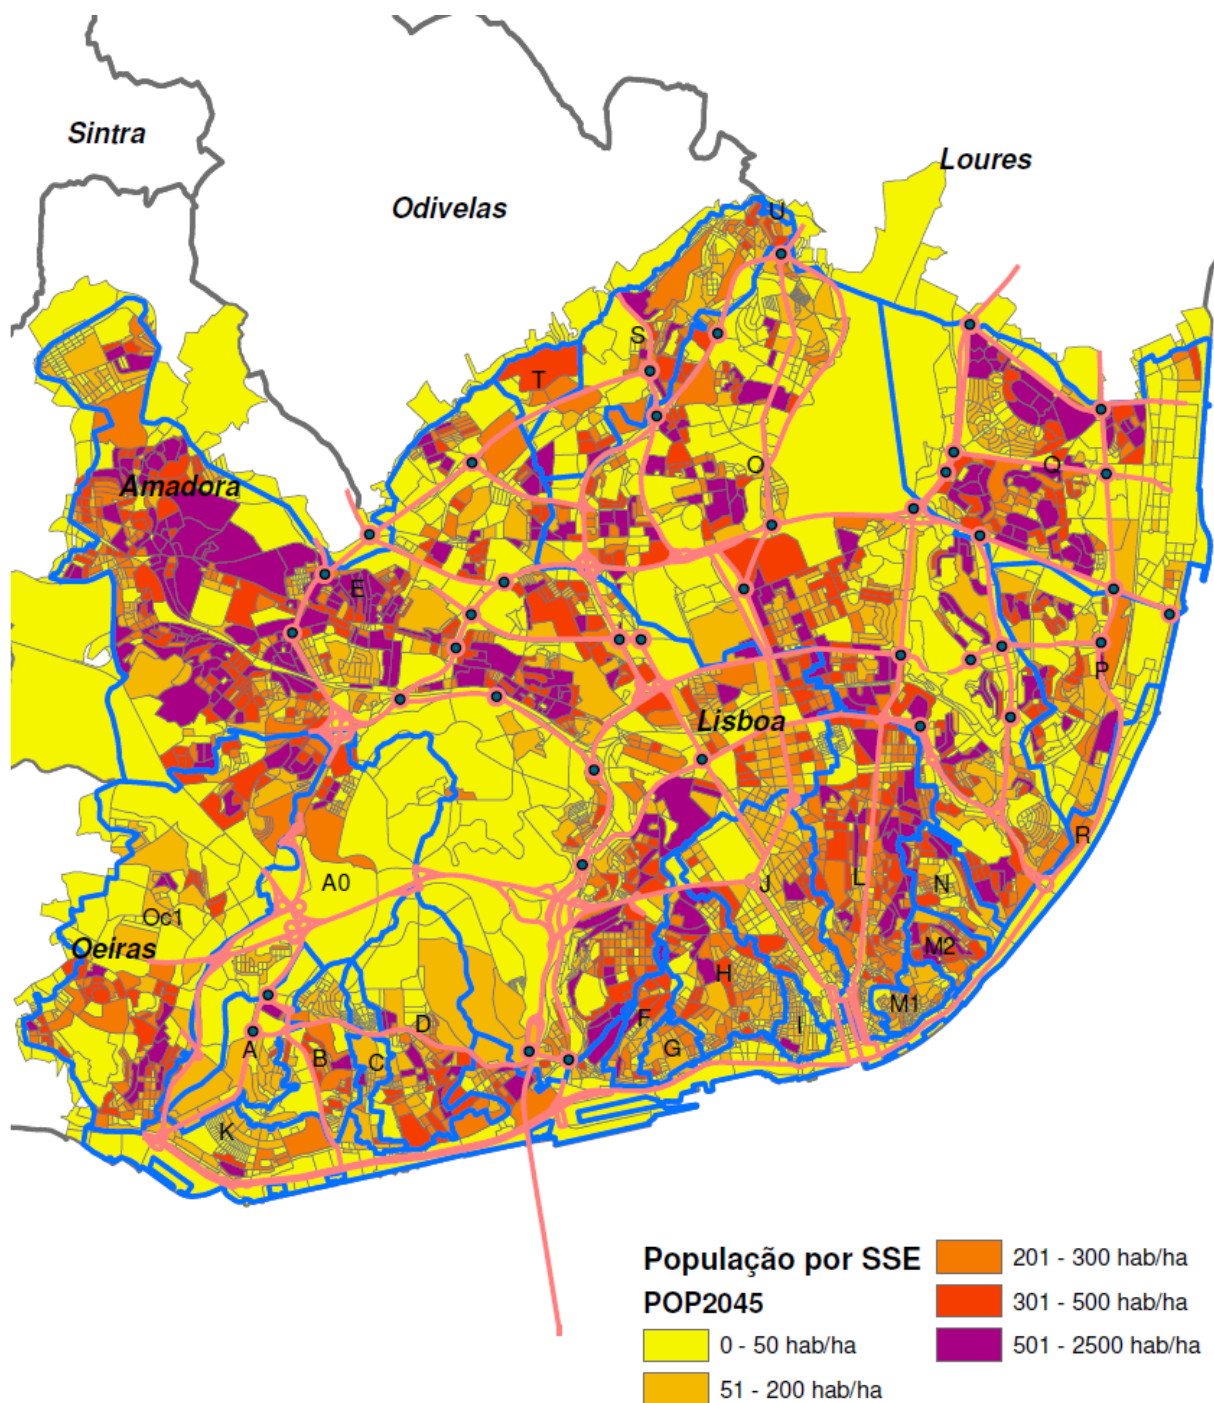 Sintra
Loures
Odivelas
U
S
T
O
Q
Amadora
E
P
Lisboa
R
A0
J
L
N
Oc1
Oeiras
M2
H
M1
F
I
D
A
B
C
G
K
População por SSE
POP2045
0 - 50 hab/ha
51 - 200 hab/ha
201 - 300 hab/ha
301 - 500 hab/ha
501 - 2500 hab/ha